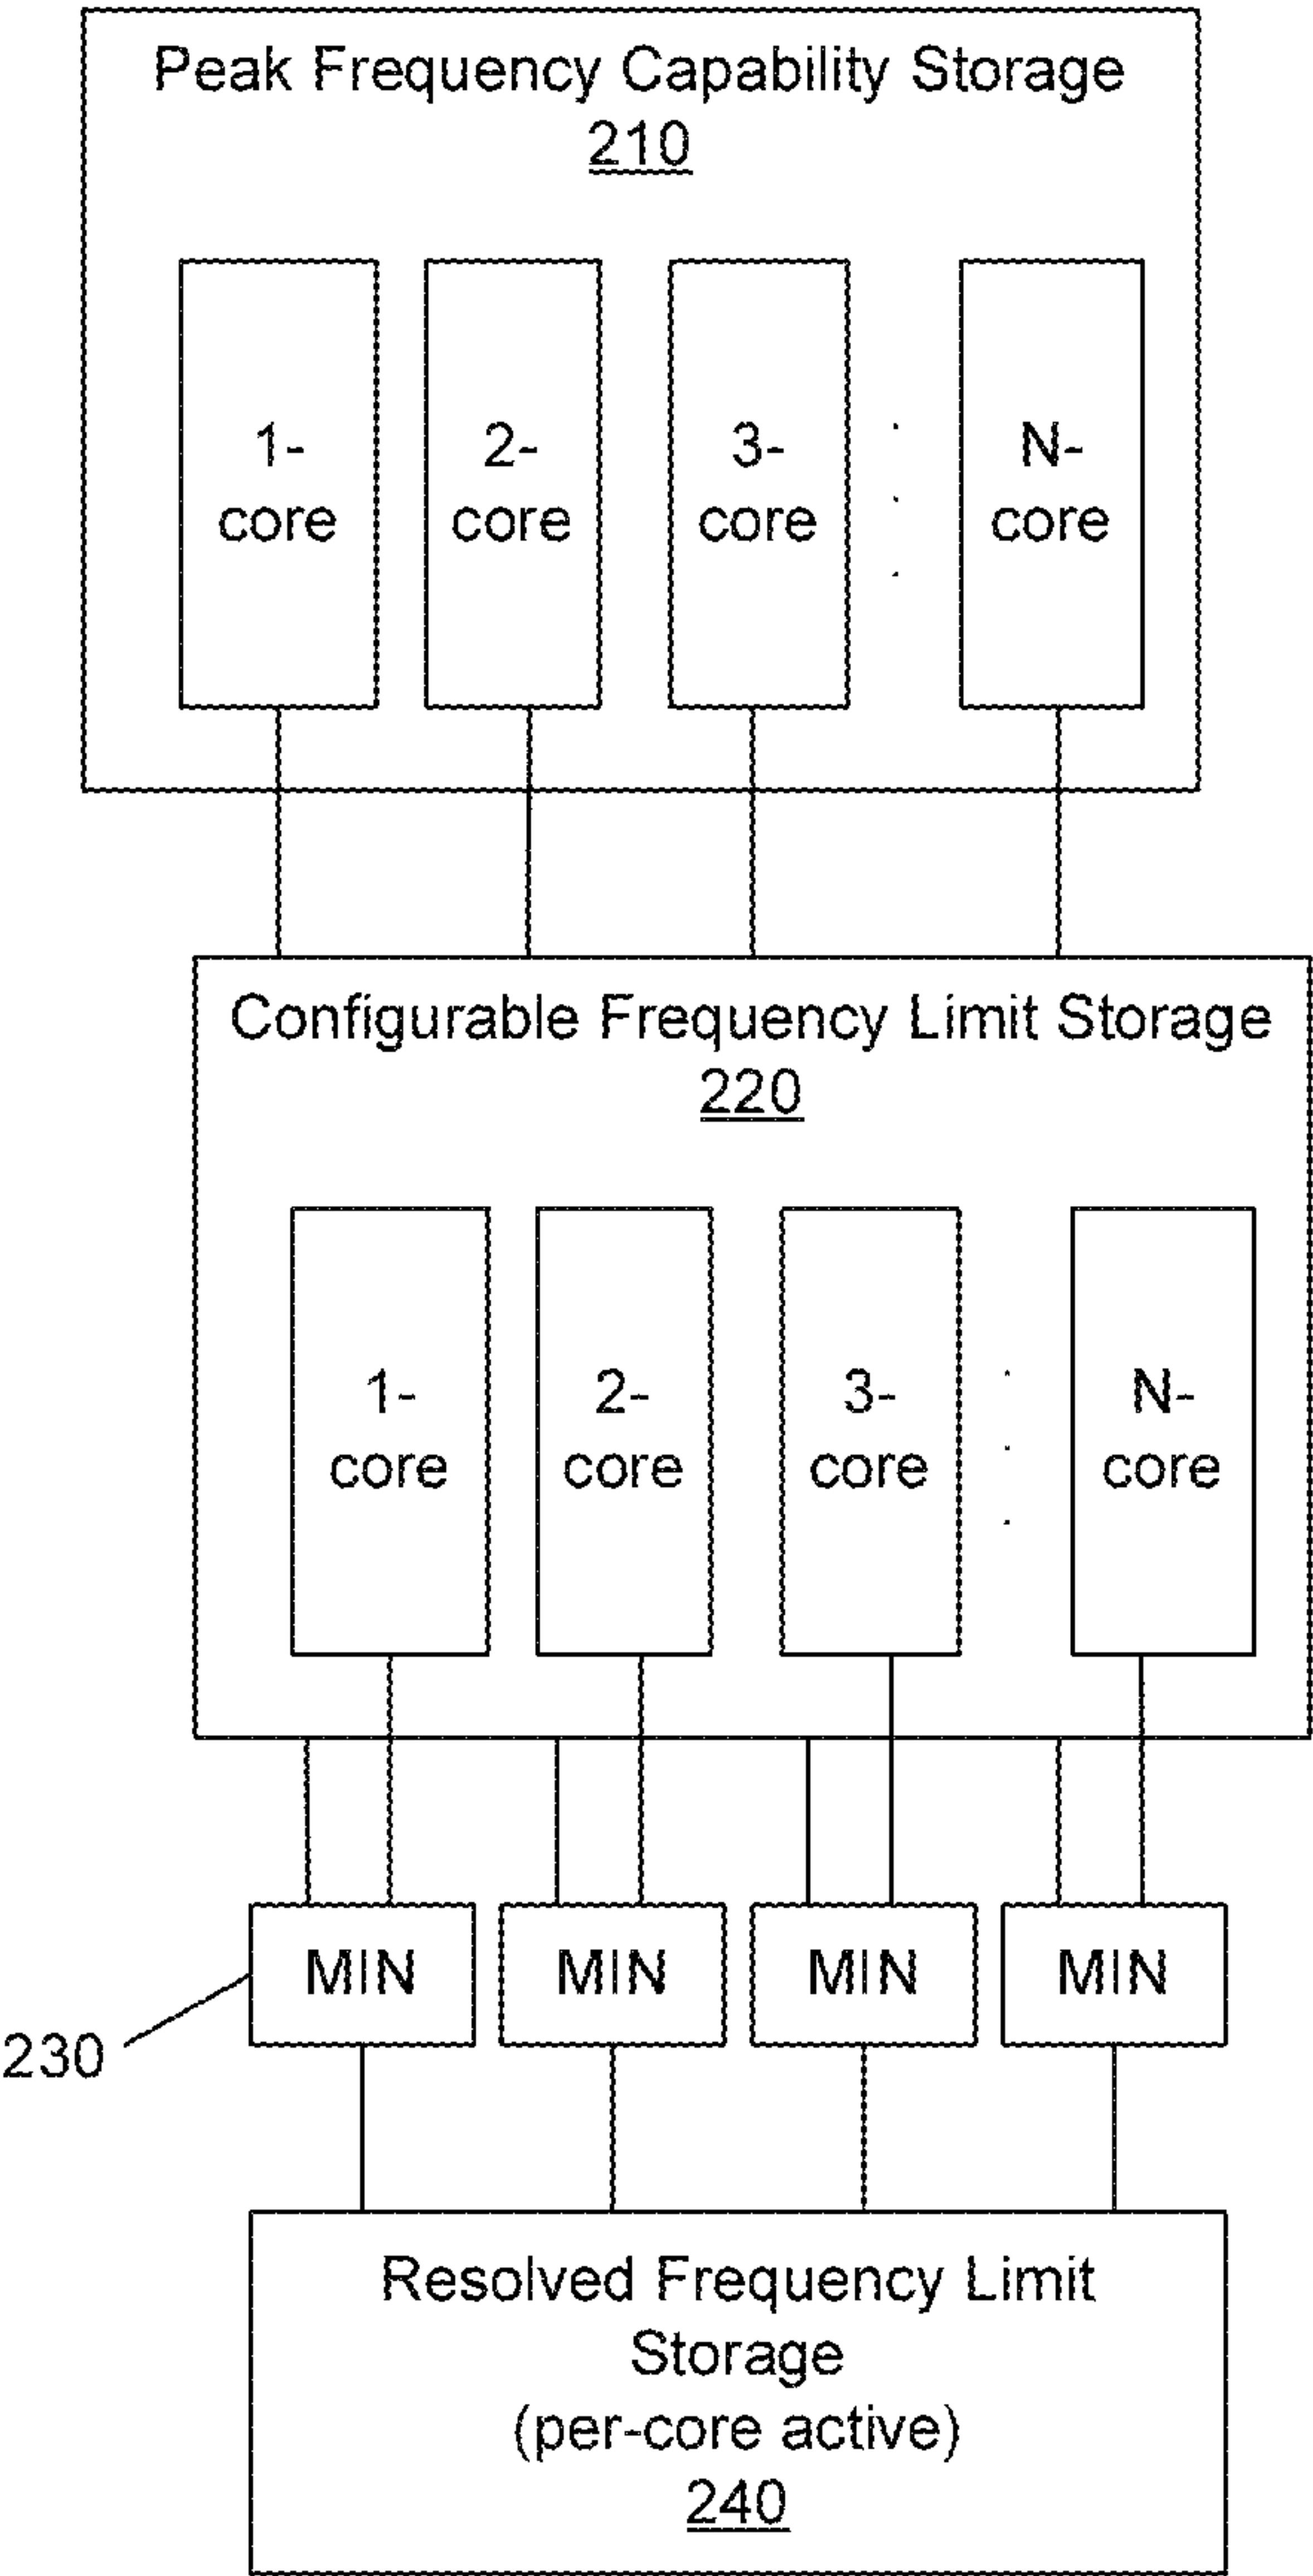 Peak Frequency Capability Storage
210
1-
core
2-
core
3-
core
N-
core
Configurable Frequency Limit Storage
220
1-
core
2-
core
3-
core
N-
core
MIN
MIN
MIN
MIN
230
Resolved Frequency Limit
Storage
(per-core active)
240